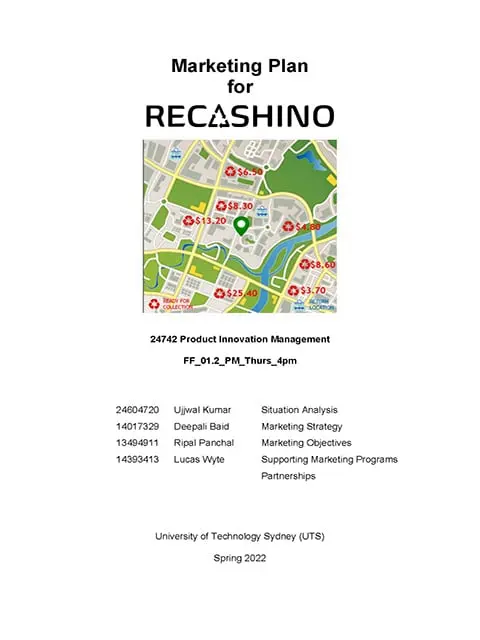 Marketing Plan
for
RECASHINO
$6.50
$8.30
$13.20
$4.80
$8.60
$25.40
$3.70
READY FOR
COLLECTION
RETURN
LOCATION
24742 Product Innovation Management
FF_01.2_PM_Thurs_4pm
24604720 Ujjwal Kumar Situation Analysis
14017329 Deepali Baid Marketing Strategy
13494911 Ripal Panchal Marketing Objectives
14393413 Lucas Wyte Supporting Marketing Programs
Partnerships
University of Technology Sydney (UTS)
Spring 2022